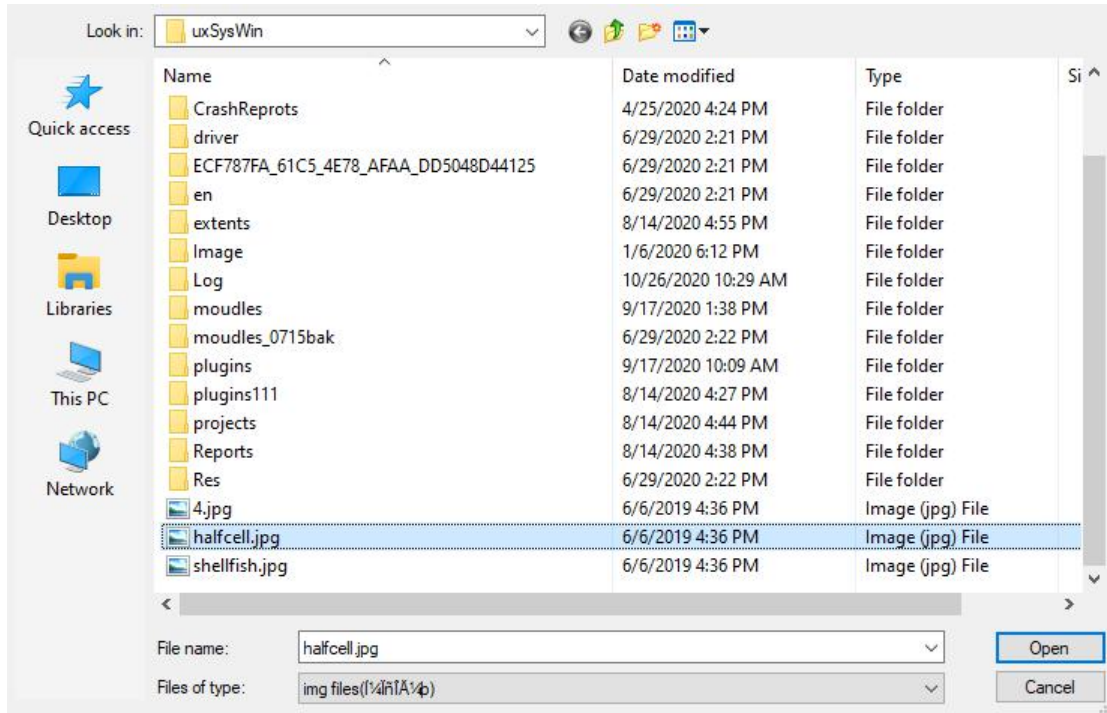 Look in: uxSysWin
Quick access
Desktop
Libraries
This PC
Network
Name Date modified Type Si
CrashReprots 4/25/2020 4:24 PM File folder
driver 6/29/2020 2:21 PM File folder
ECF787FA_61C5_4E78_AFAA_DD5048D44125 6/29/2020 2:21 PM File folder
en 6/29/2020 2:21 PM File folder
extents 8/14/2020 4:55 PM File folder
Image 1/6/2020 6:12 PM File folder
Log 10/26/2020 10:29 AM File folder
moudles 9/17/2020 1:38 PM File folder
moudles_0715bak 6/29/2020 2:22 PM File folder
plugins 9/17/2020 10:09 AM File folder
plugins111 8/14/2020 4:27 PM File folder
projects 8/14/2020 4:44 PM File folder
Reports 8/14/2020 4:38 PM File folder
Res 6/29/2020 2:22 PM File folder
4.jpg 6/6/2019 4:36 PM Image (jpg) File
halfcell.jpg 6/6/2019 4:36 PM Image (jpg) File
shellfish.jpg 6/6/2019 4:36 PM Image (jpg) File
File name: halfcell.jpg Open
Files of type: img files Cancel